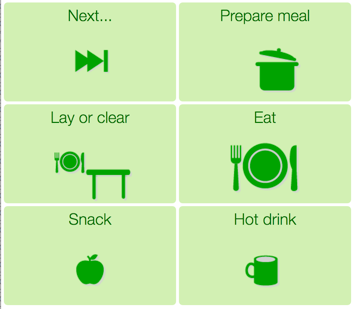 Next...
Prepare meal
Lay or clear
Eat
Snack
Hot drink